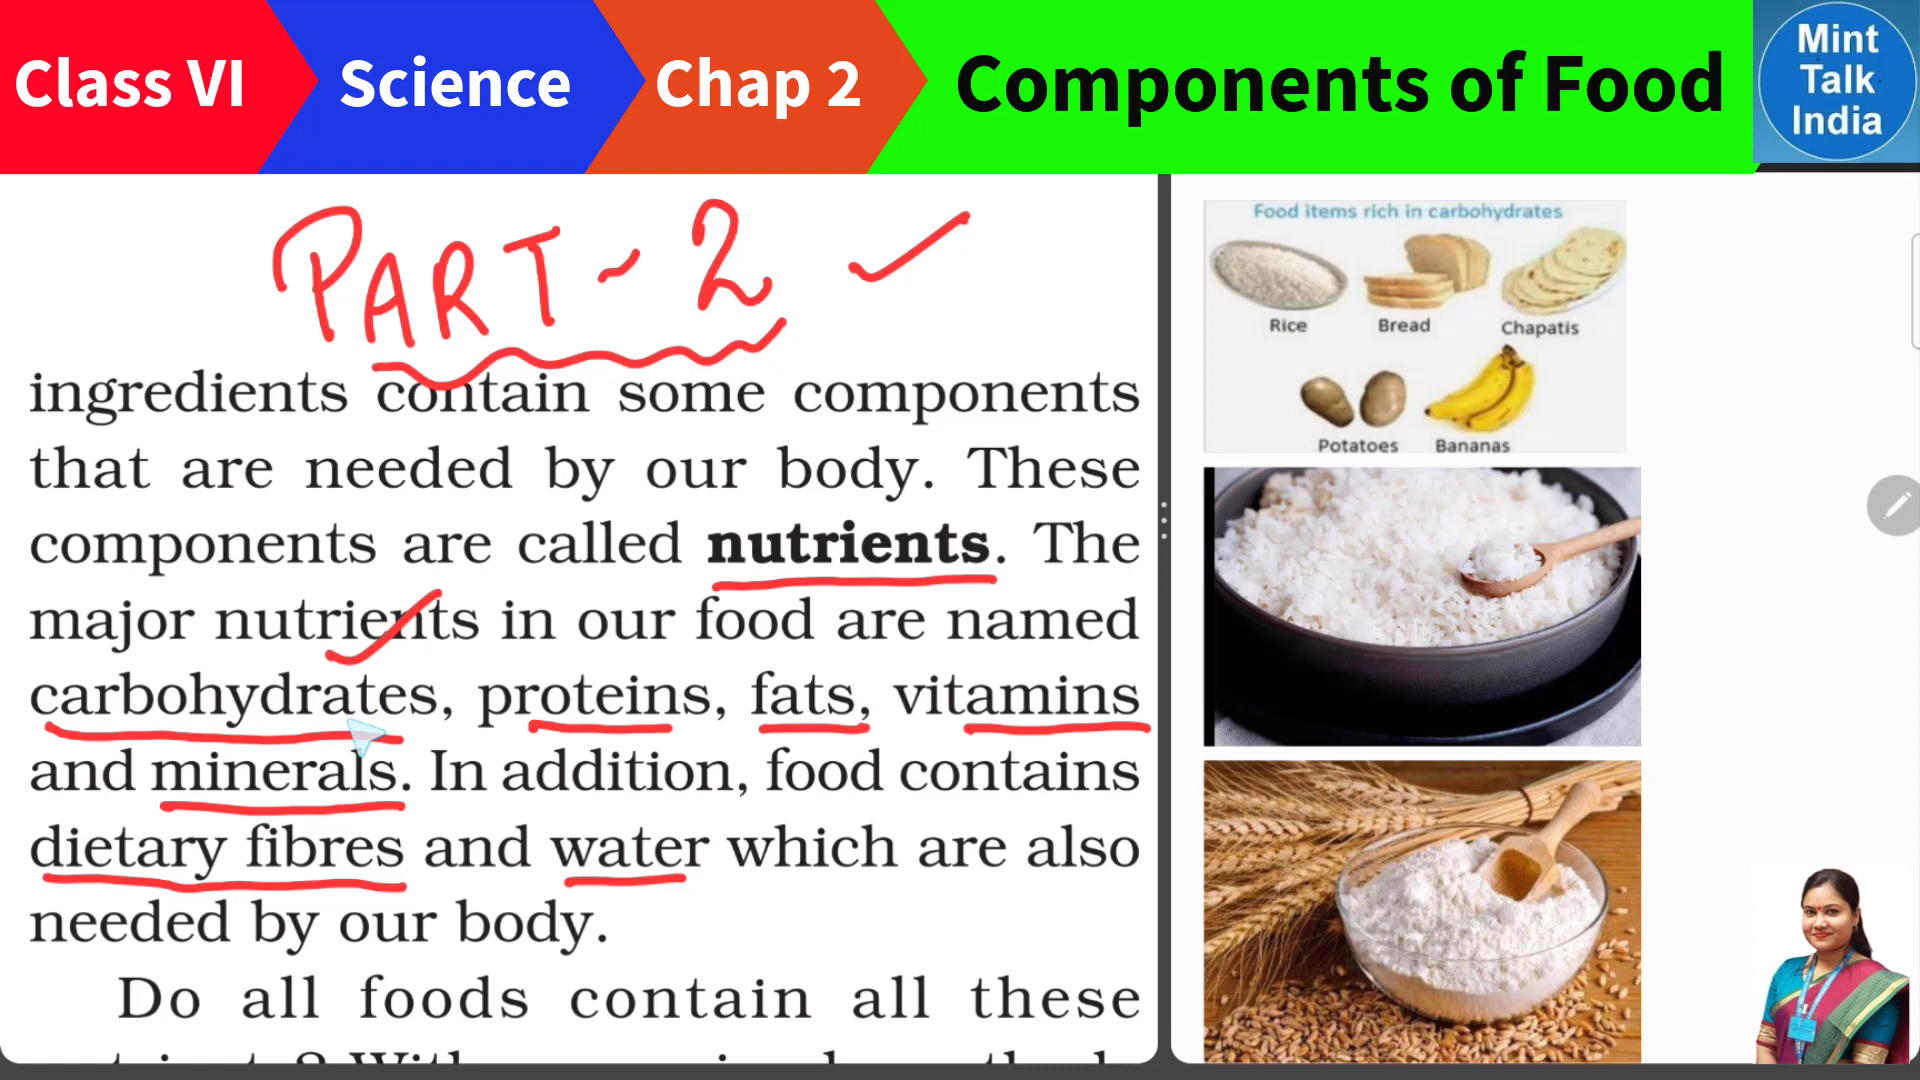 Class VI
Science
Chap 2
Components of Food
Mint
Talk
India
PART-2
ingredients contain some components
that are needed by our body. These
components are called nutrients. The
major nutrients in our food are named
carbohydrates, proteins, fats, vitamins
and minerals. In addition, food contains
dietary fibres and water which are also
needed by our body.
Do all foods contain all these
Food items rich in carbohydrates
Rice
Bread
Chapatis
Potatoes
Bananas